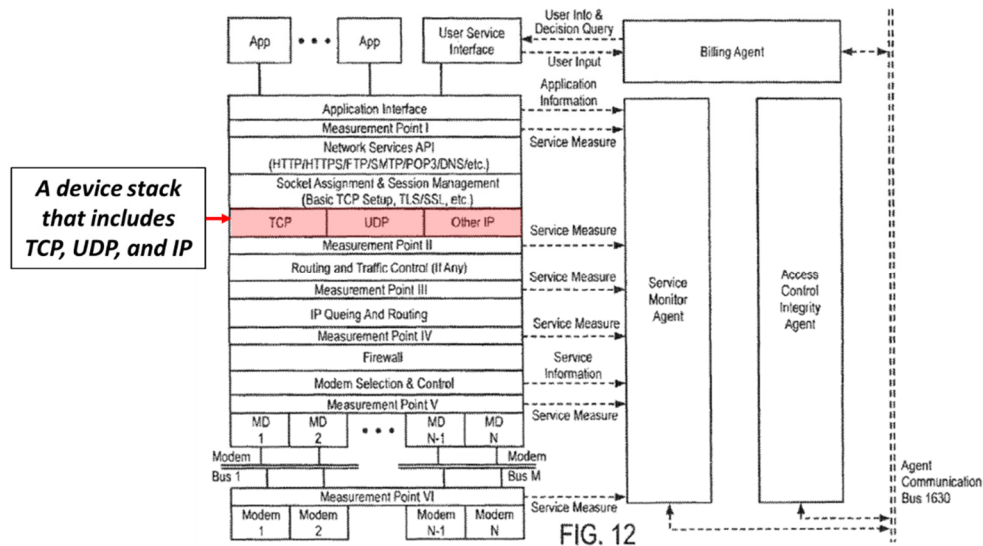 App
App
User Service
Interface
User Info &
Decision Query
User Input
Billing Agent
Application
Information
Application Interface
Measurement Point I
Service Measure
Network Services API
(HTTP/HTTPS/FTP/SMTP/POP3/DNS/etc.)
Sockel Assignment & Session Management
(Basic TCP Setup, TLS/SSL, etc.)
A device stack
that includes
TCP, UDP, and IP
TCP
UDP
Other IP
Measurement Point II
Service Measure
Routing and Traffic Control (If Any)
Service Measure
Measurement Point III
IP Queing And Routing
Service Measure
Measurement Point IV
Firewall
Service
Information
Modem Selection & Control
Measurement Point V
Service Measure
Service
Monitor
Agent
Access
Control
Integrity
Agent
MD
1
MD
2
MD
N-1
MD
N
Modem
Bus 1
Modem
Bus M
Measurement Point VI
Service Measure
Modem
1
Modem
2
Modem
N-1
Modem
N
Agent
Communication
Bus 1630
FIG. 12